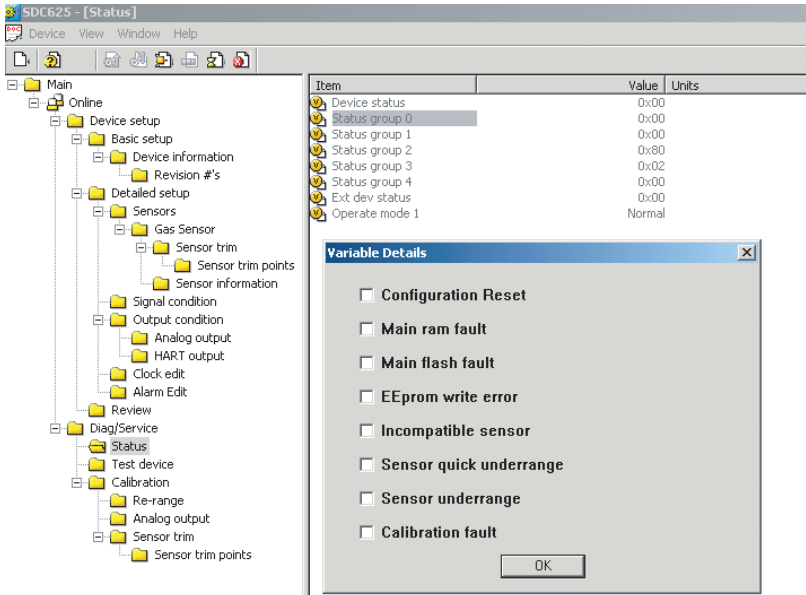 SDC625 - [Status]
Device View Window Help
Main
Online
Device setup
Basic setup
Device information
Revision #'s
Detailed setup
Sensors
Gas Sensor
Sensor trim
Sensor trim points
Sensor information
Signal condition
Output condition
Analog output
HART output
Clock edit
Alarm Edit
Review
Diag/Service
Status
Test device
Calibration
Re-range
Analog output
Sensor trim
Sensor trim points
Item Value Units
Device status 0x00
Status group 0 0x00
Status group 1 0x00
Status group 2 0x80
Status group 3 0x02
Status group 4 0x00
Ext dev status 0x00
Operate mode 1 Normal
Variable Details
Configuration Reset
Main ram fault
Main flash fault
EEprom write error
Incompatible sensor
Sensor quick underrange
Sensor underrange
Calibration fault
OK